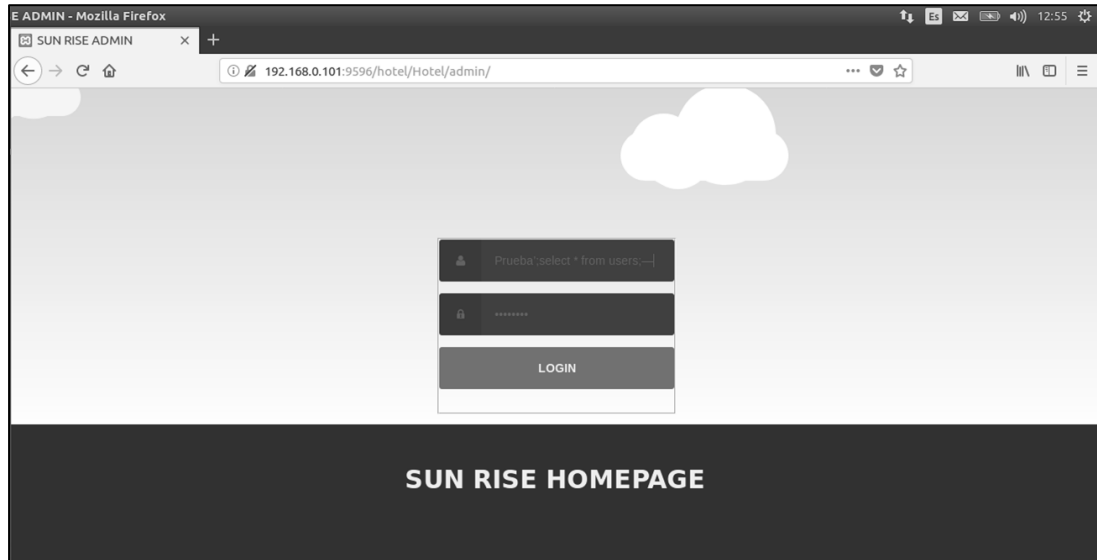 E ADMIN - Mozilla Firefox
Es 12:55
SUN RISE ADMIN × +
192.168.0.101:9596/hotel/Hotel/admin/
Prueba';select * from users;—
••••••••
LOGIN
SUN RISE HOMEPAGE